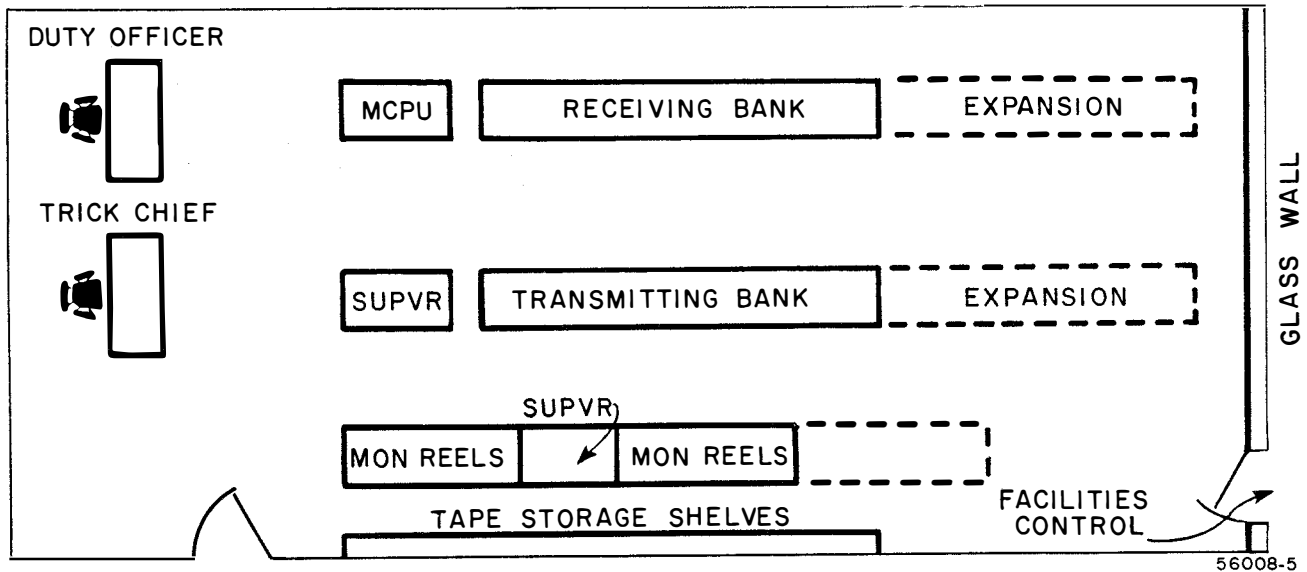 DUTY OFFICER
MCPU
RECEIVING BANK
EXPANSION
TRICK CHIEF
SUPVR
TRANSMITTING BANK
EXPANSION
GLASS WALL
SUPVR
MON REELS
MON REELS
FACILITIES
CONTROL
TAPE STORAGE SHELVES
56008-5